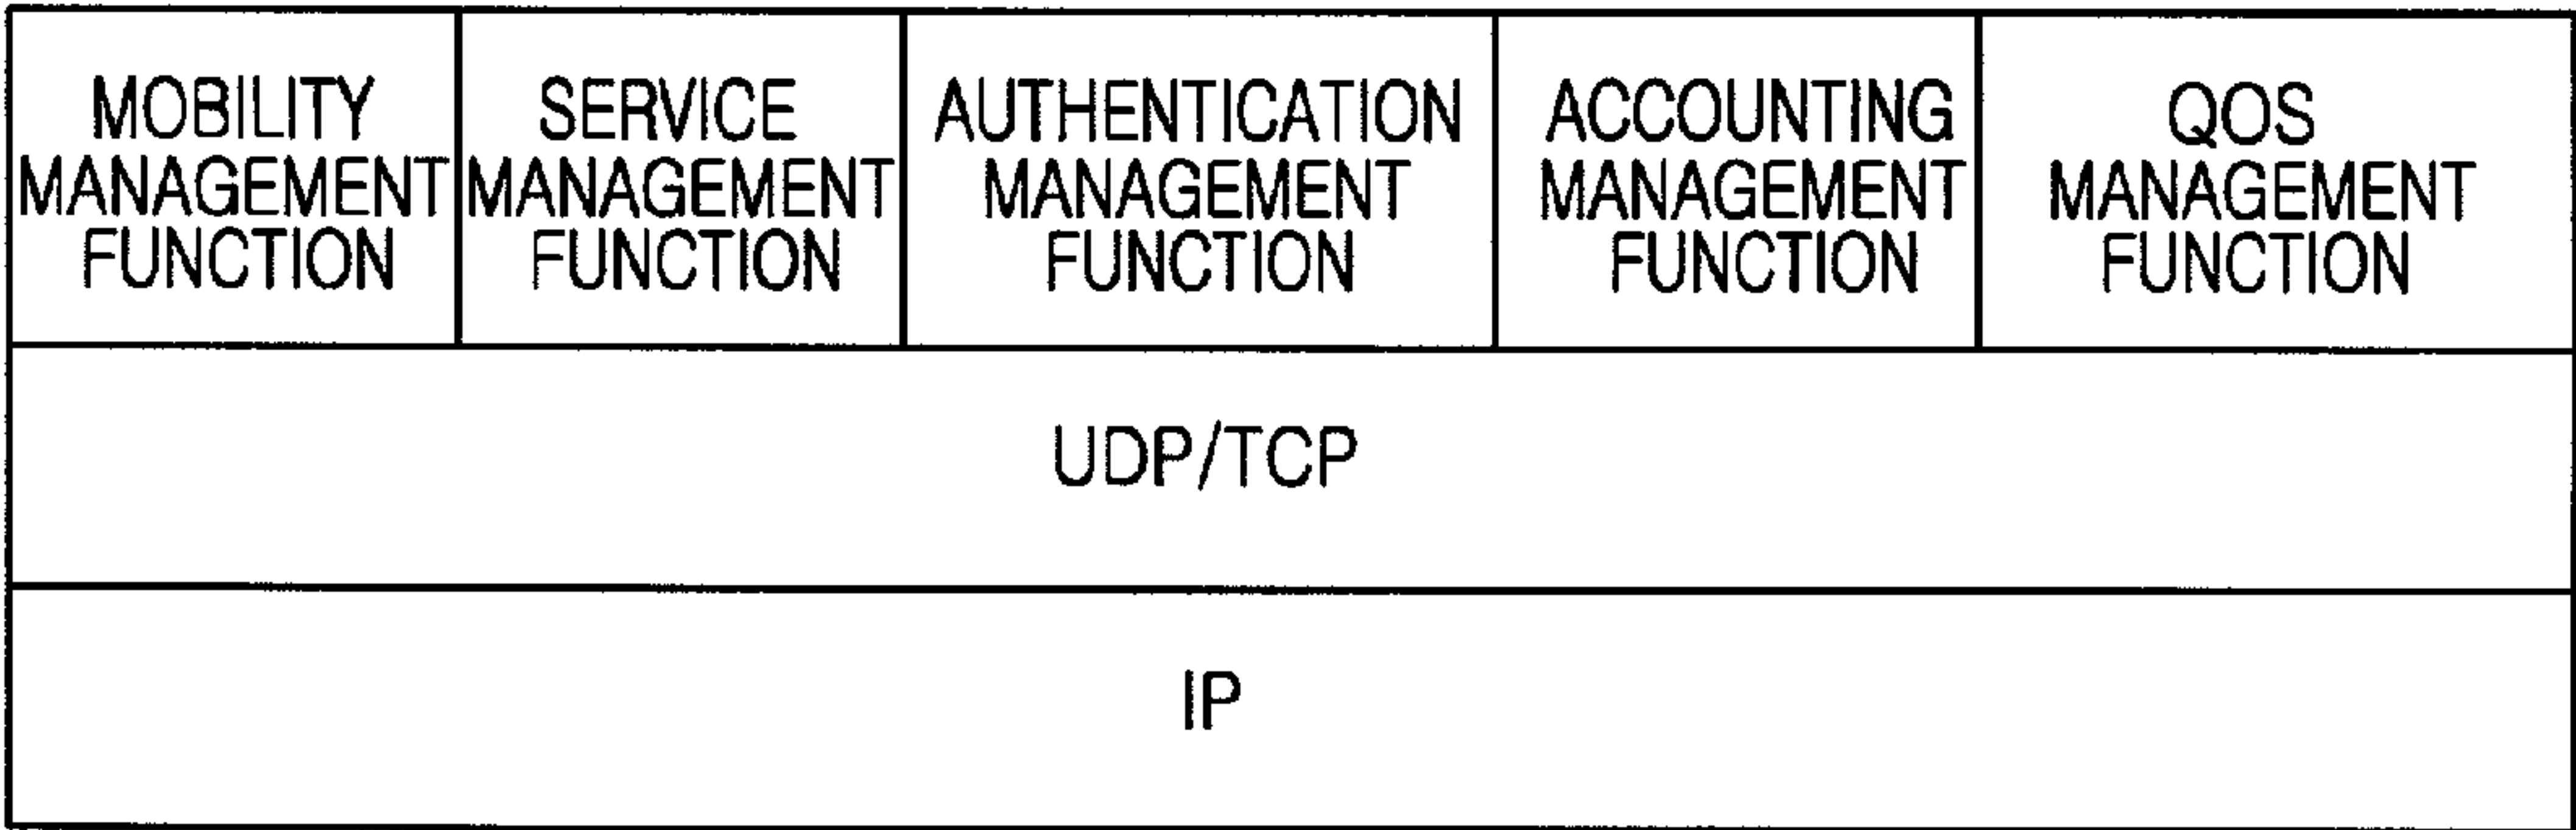 MOBILITY
MANAGEMENT
FUNCTION
SERVICE
MANAGEMENT
FUNCTION
AUTHENTICATION
MANAGEMENT
FUNCTION
ACCOUNTING
MANAGEMENT
FUNCTION
QOS
MANAGEMENT
FUNCTION
UDP/TCP
IP